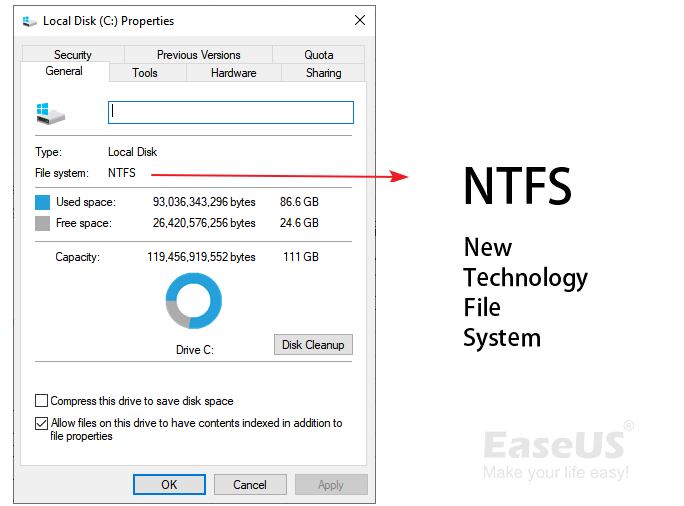 Local Disk (C:) Properties
Security Previous Versions Quota
General Tools Hardware Sharing
Type: Local Disk
File system: NTFS
Used space: 93,036,343,296 bytes 86.6 GB
Free space: 26,420,576,256 bytes 24.6 GB
Capacity: 119,456,919,552 bytes 111 GB
Drive C:
Disk Cleanup
Compress this drive to save disk space
Allow files on this drive to have contents indexed in addition to
file properties
OK Cancel Apply
NTFS
New
Technology
File
System
EaseUS®
Make your life easy!